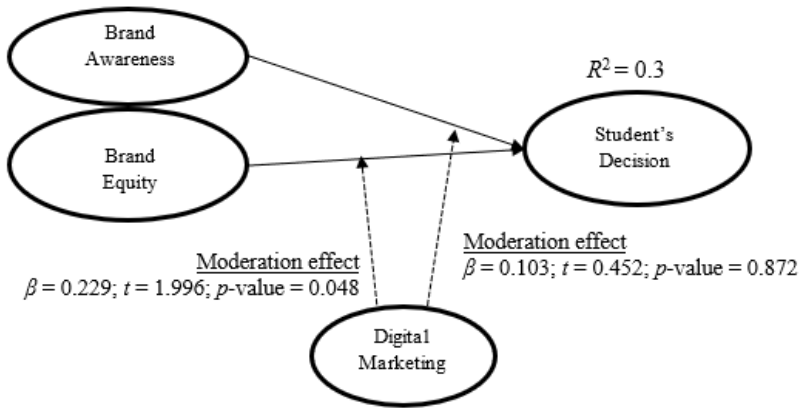 Brand
Awareness
R² = 0.3
Student's
Decision
Brand
Equity
Moderation effect
β = 0.229; t = 1.996; p-value = 0.048
Moderation effect
β = 0.103; t = 0.452; p-value = 0.872
Digital
Marketing